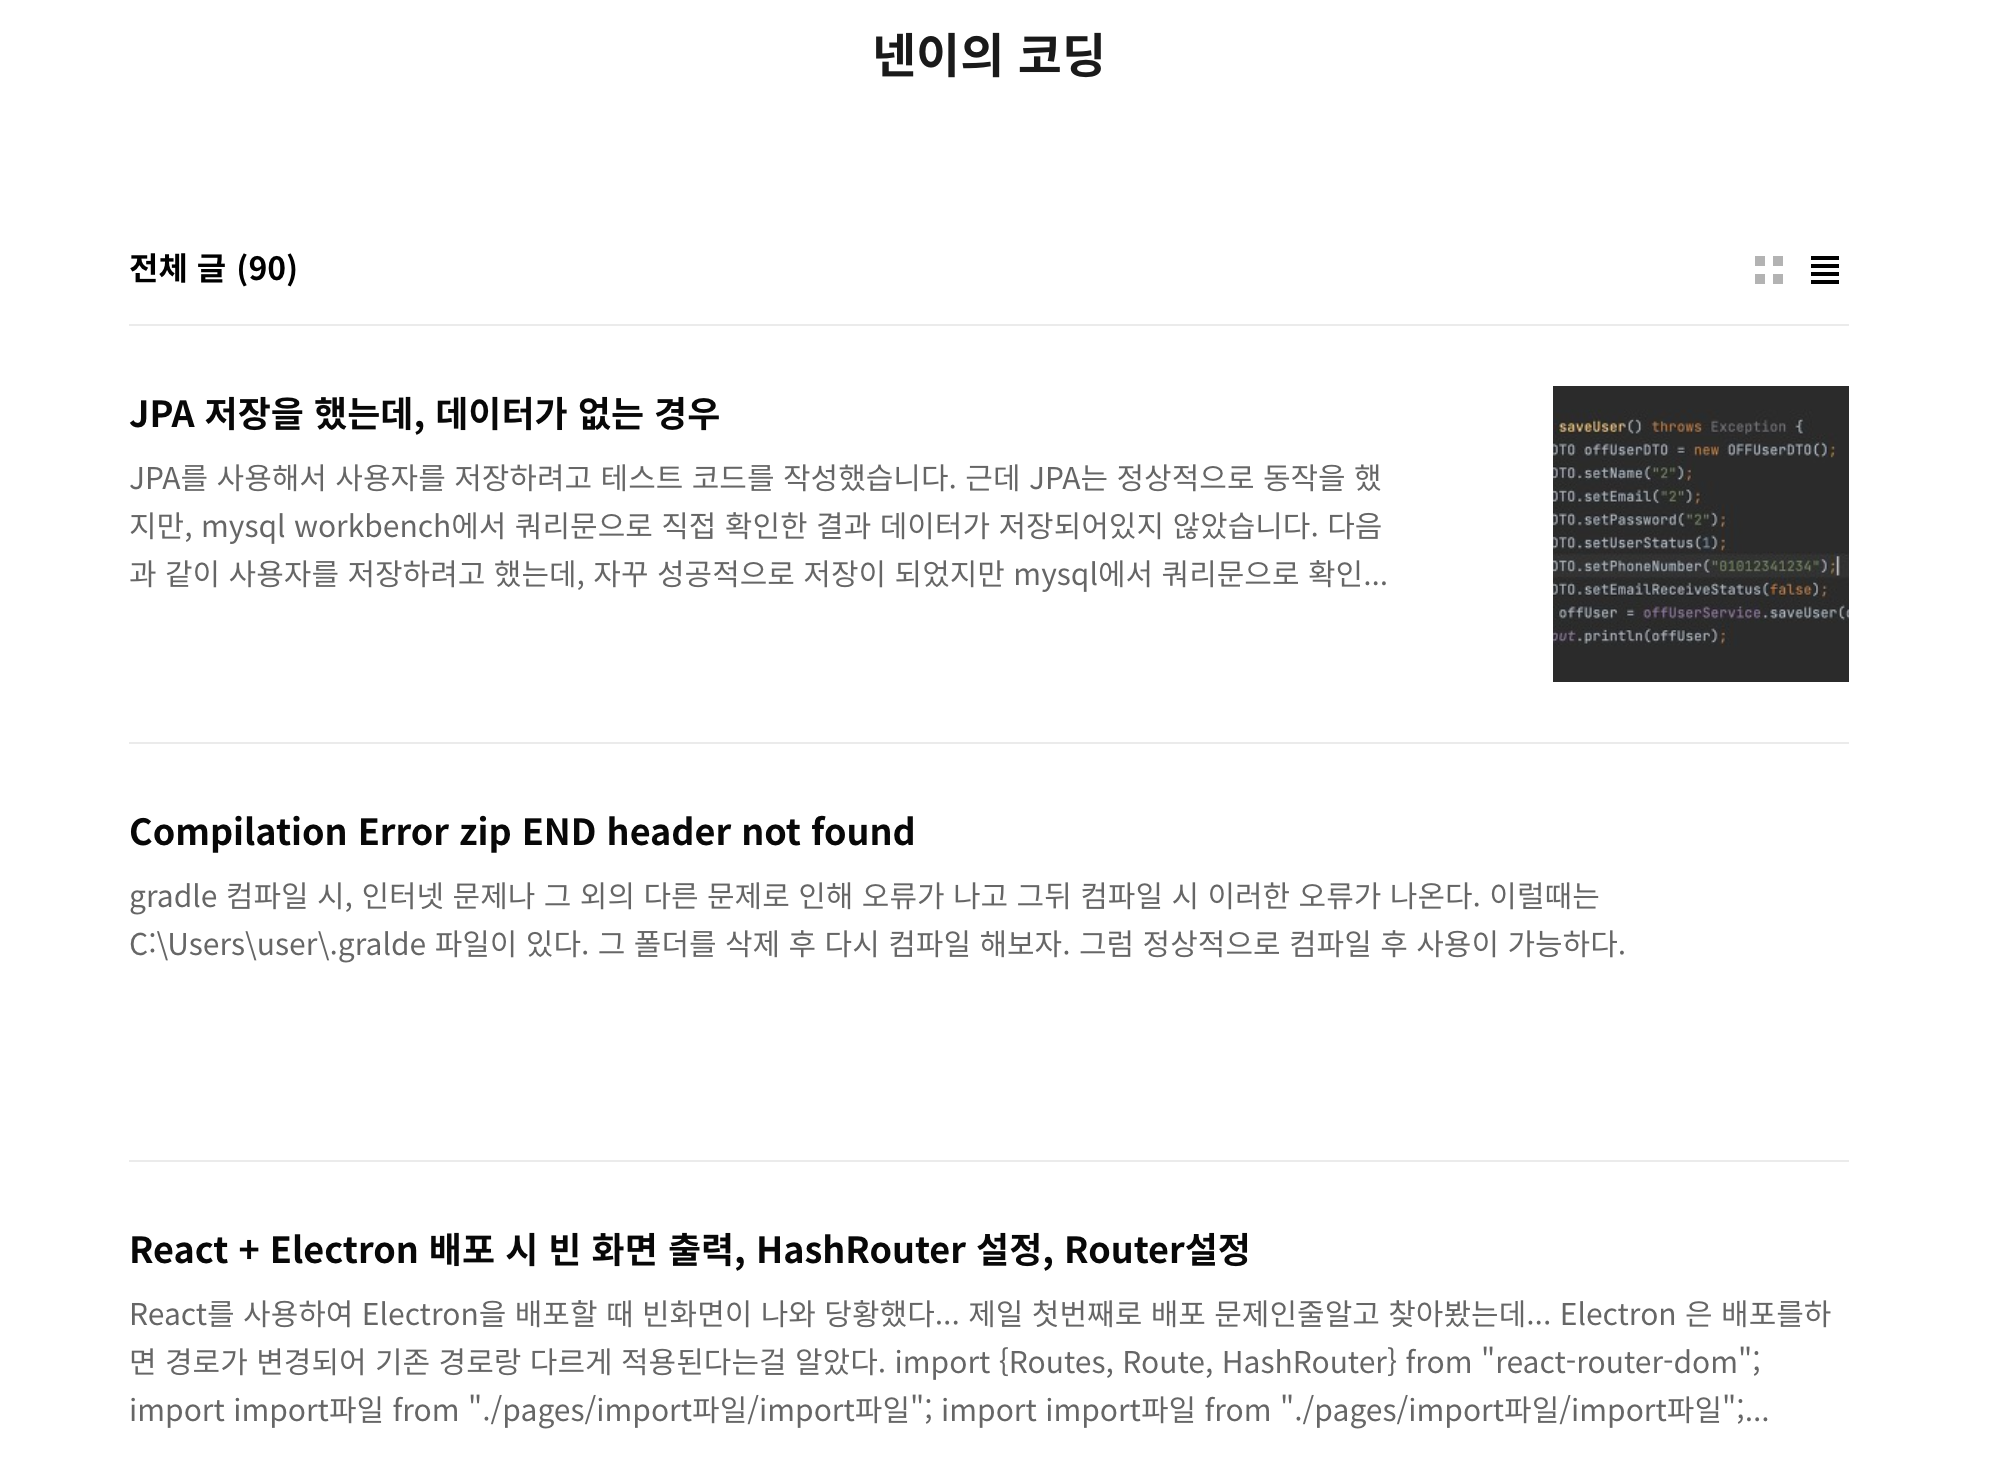 넨이의 코딩
전체 글 (90)
JPA 저장을 했는데, 데이터가 없는 경우
JPA를 사용해서 사용자를 저장하려고 테스트 코드를 작성했습니다. 근데 JPA는 정상적으로 동작을 했
지만, mysql workbench에서 쿼리문으로 직접 확인한 결과 데이터가 저장되어있지 않았습니다. 다음
과 같이 사용자를 저장하려고 했는데, 자꾸 성공적으로 저장이 되었지만 mysql에서 쿼리문으로 확인...
saveUser() throws Exception {
DTO offUserDTO = new OFFUserDTO();
DTO.setName("2");
DTO.setEmail("2");
DTO.setPassword("2");
DTO.setUserStatus(1);
DTO.setPhoneNumber("01012341234");
DTO.setEmailReceiveStatus(false);
offUser = offUserService.saveUser(
out.println(offUser);
Compilation Error zip END header not found
gradle 컴파일 시, 인터넷 문제나 그 외의 다른 문제로 인해 오류가 나고 그뒤 컴파일 시 이러한 오류가 나온다. 이럴때는
C:\Users\user\.gralde 파일이 있다. 그 폴더를 삭제 후 다시 컴파일 해보자. 그럼 정상적으로 컴파일 후 사용이 가능하다.
React + Electron 배포 시 빈 화면 출력, HashRouter 설정, Router설정
React를 사용하여 Electron을 배포할 때 빈화면이 나와 당황했다... 제일 첫번째로 배포 문제인줄알고 찾아봤는데... Electron 은 배포를하
면 경로가 변경되어 기존 경로랑 다르게 적용된다는걸 알았다. import {Routes, Route, HashRouter} from "react-router-dom";
import import파일 from "./pages/import파일/import파일"; import import파일 from "./pages/import파일/import파일";...